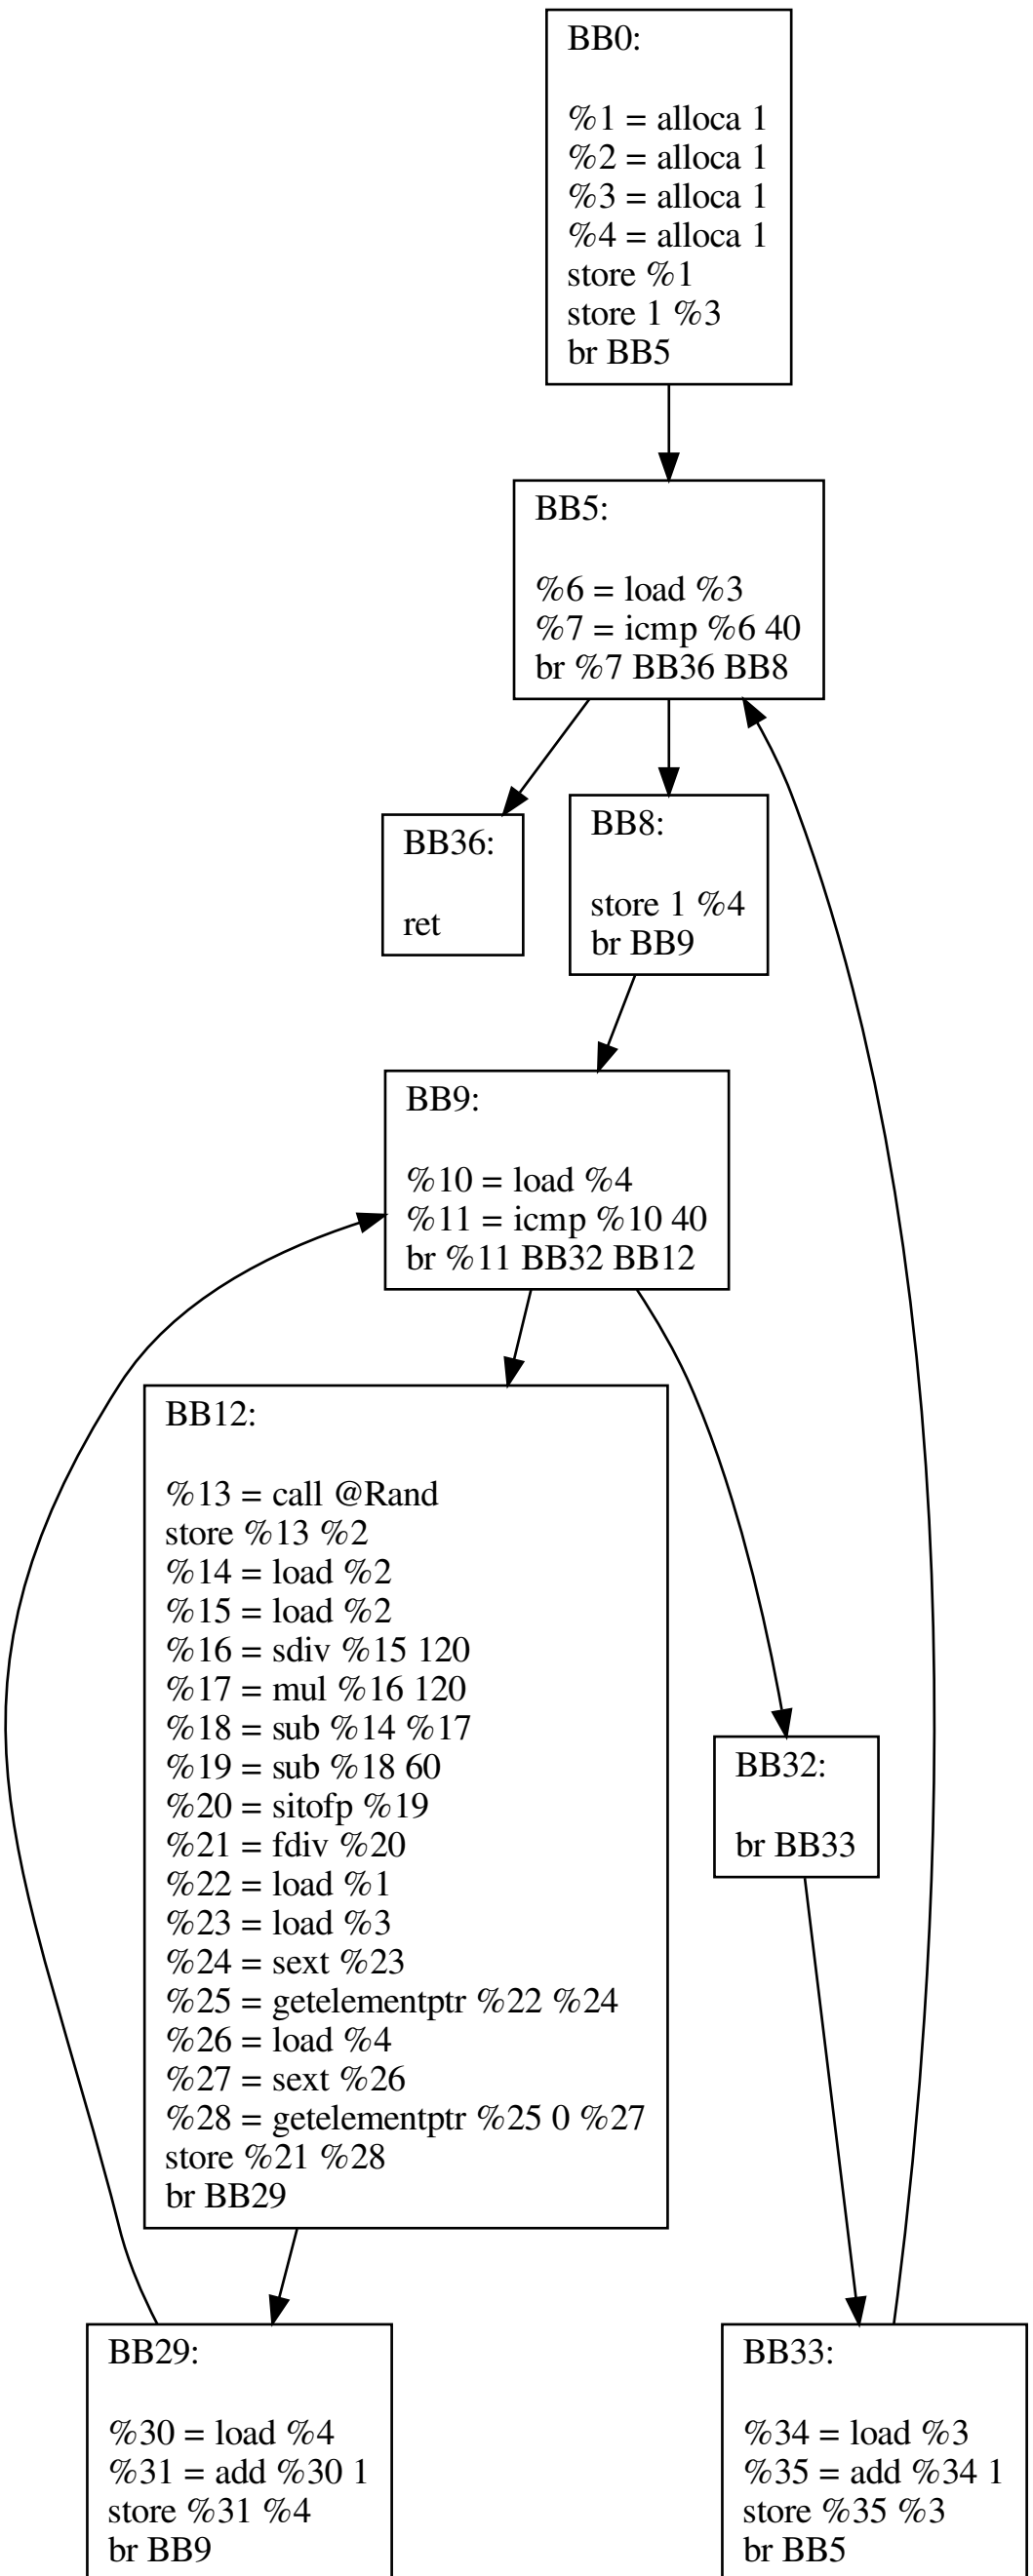 BB0:
%1 = alloca 1
%2 = alloca 1
%3 = alloca 1
%4 = alloca 1
store %1
store 1 %3
br BB5
BB5:
%6 = load %3
%7 = icmp %6 40
br %7 BB36 BB8
BB36:
ret
BB8:
store 1 %4
br BB9
BB9:
%10 = load %4
%11 = icmp %10 40
br %11 BB32 BB12
BB12:
%13 = call @Rand
store %13 %2
%14 = load %2
%15 = load %2
%16 = sdiv %15 120
%17 = mul %16 120
%18 = sub %14 %17
%19 = sub %18 60
%20 = sitofp %19
%21 = fdiv %20
%22 = load %1
%23 = load %3
%24 = sext %23
%25 = getelementptr %22 %24
%26 = load %4
%27 = sext %26
%28 = getelementptr %25 0 %27
store %21 %28
br BB29
BB32:
br BB33
BB29:
%30 = load %4
%31 = add %30 1
store %31 %4
br BB9
BB33:
%34 = load %3
%35 = add %34 1
store %35 %3
br BB5